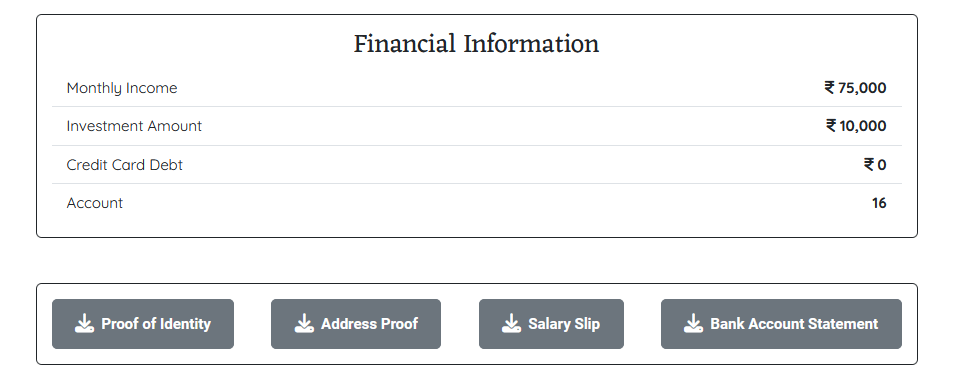 Financial Information
Monthly Income ₹ 75,000
Investment Amount ₹ 10,000
Credit Card Debt ₹ 0
Account 16
Proof of Identity Address Proof Salary Slip Bank Account Statement